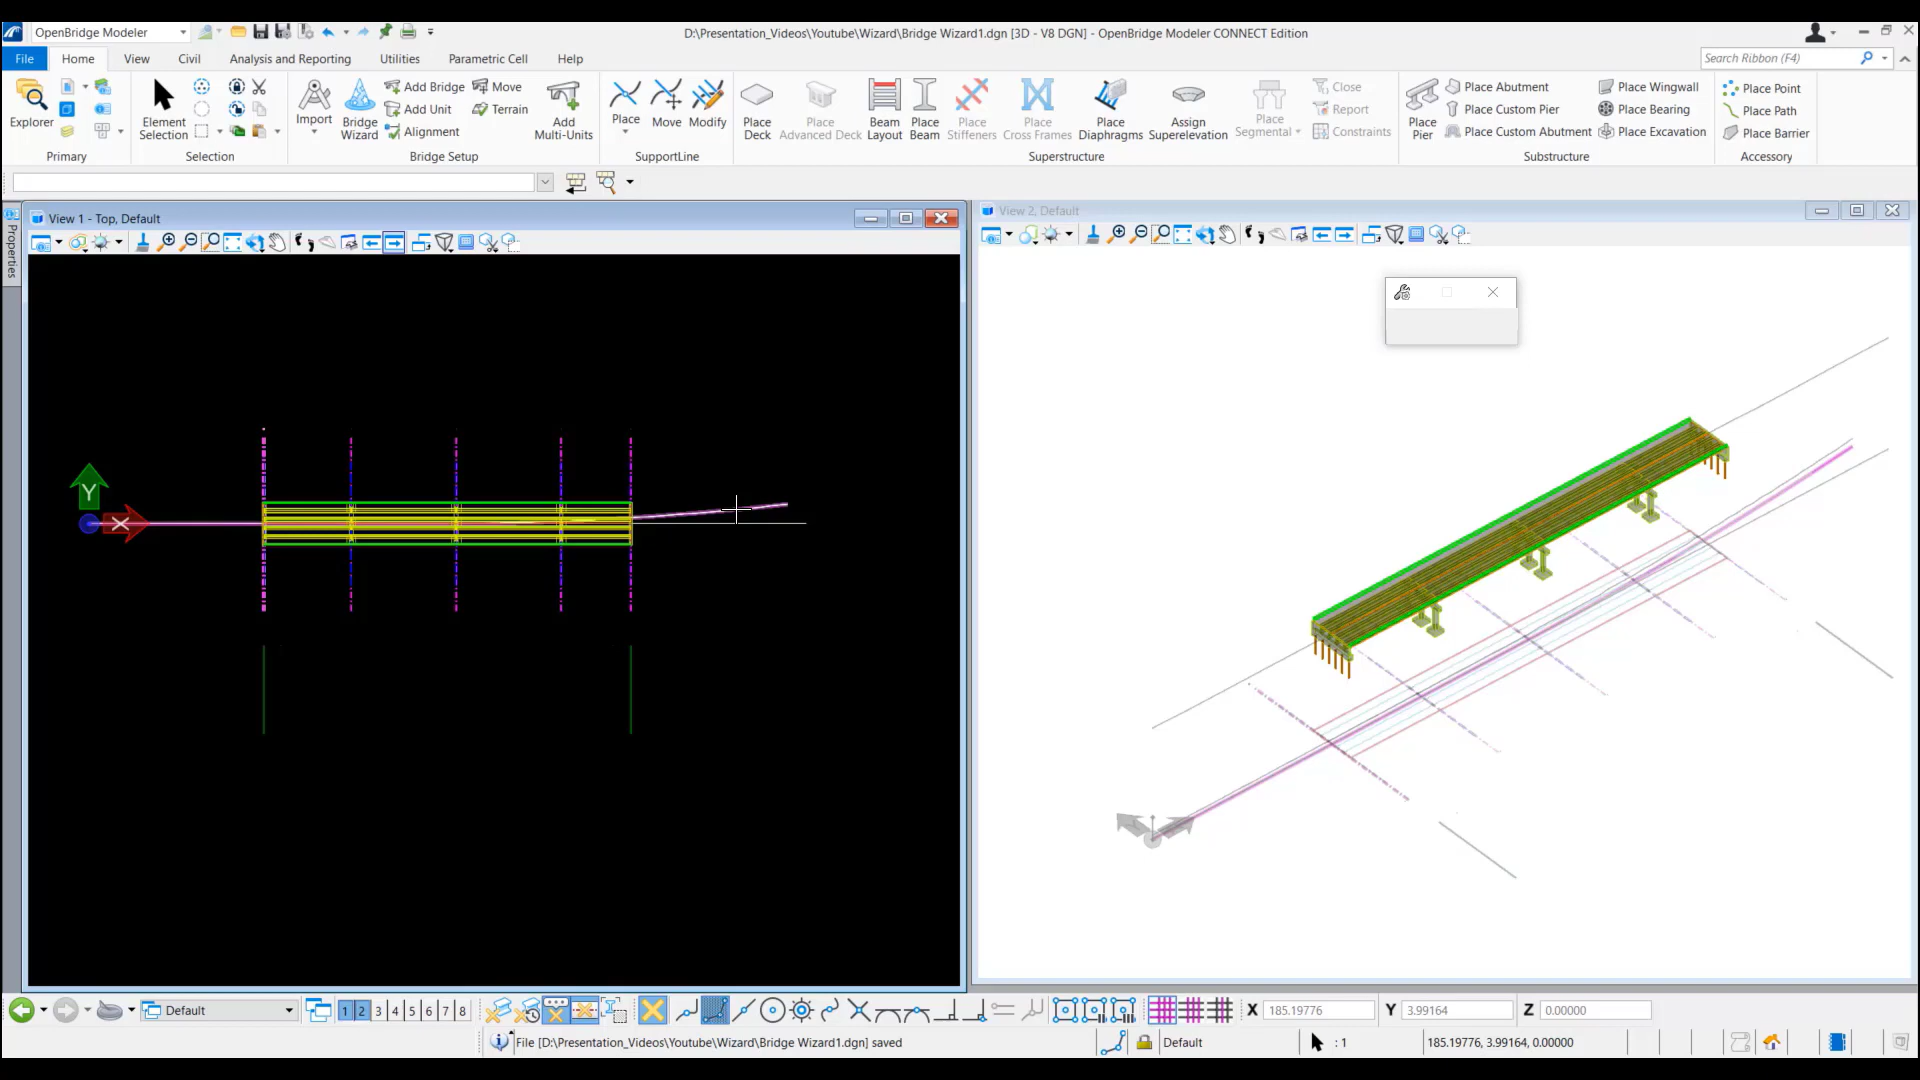 OpenBridge Modeler
D:\Presentation_Videos\Youtube\Wizard\Bridge Wizard1.dgn [3D - V8 DGN] - OpenBridge Modeler CONNECT Edition
File Home View Civil Analysis and Reporting Utilities Parametric Cell Help
Search Ribbon (F4)
Explorer
Element Selection
Import
Bridge Wizard
Add Bridge
Add Unit
Alignment
Move
Terrain
Add Multi-Units
Place
Move
Modify
Place Deck
Place Advanced Deck
Beam Layout
Place Beam
Place Stiffeners
Place Cross Frames
Place Diaphragms
Assign Superelevation
Place Segmental
Close
Report
Constraints
Place Pier
Place Abutment
Place Custom Pier
Place Custom Abutment
Place Wingwall
Place Bearing
Place Excavation
Place Point
Place Path
Place Barrier
Primary Selection Bridge Setup SupportLine Superstructure Substructure Accessory
Properties
View 1 - Top, Default
View 2, Default
Y
X
Default
1 2 3 4 5 6 7 8
X 185.19776 Y 3.99164 Z 0.00000
File [D:\Presentation_Videos\Youtube\Wizard\Bridge Wizard1.dgn] saved
Default
: 1
185.19776, 3.99164, 0.00000